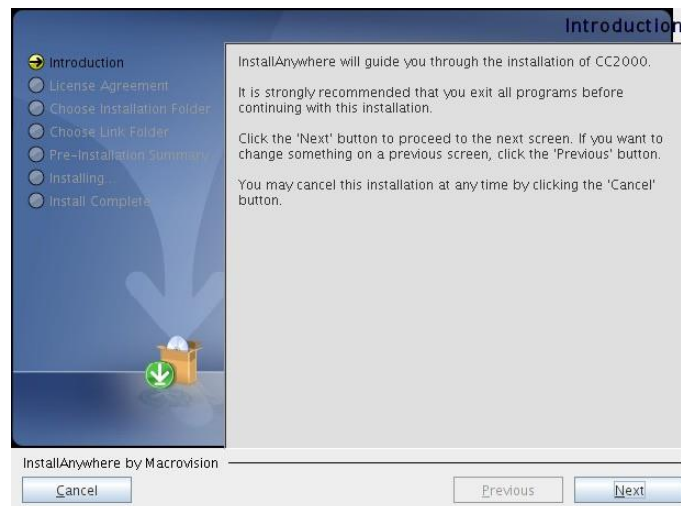 Introduction
Introduction
License Agreement
Choose Installation Folder
Choose Link Folder
Pre-Installation Summary
Installing...
Install Complete
InstallAnywhere will guide you through the installation of CC2000.
It is strongly recommended that you exit all programs before
continuing with this installation.
Click the 'Next' button to proceed to the next screen. If you want to
change something on a previous screen, click the 'Previous' button.
You may cancel this installation at any time by clicking the 'Cancel'
button.
InstallAnywhere by Macrovision
Cancel
Previous
Next